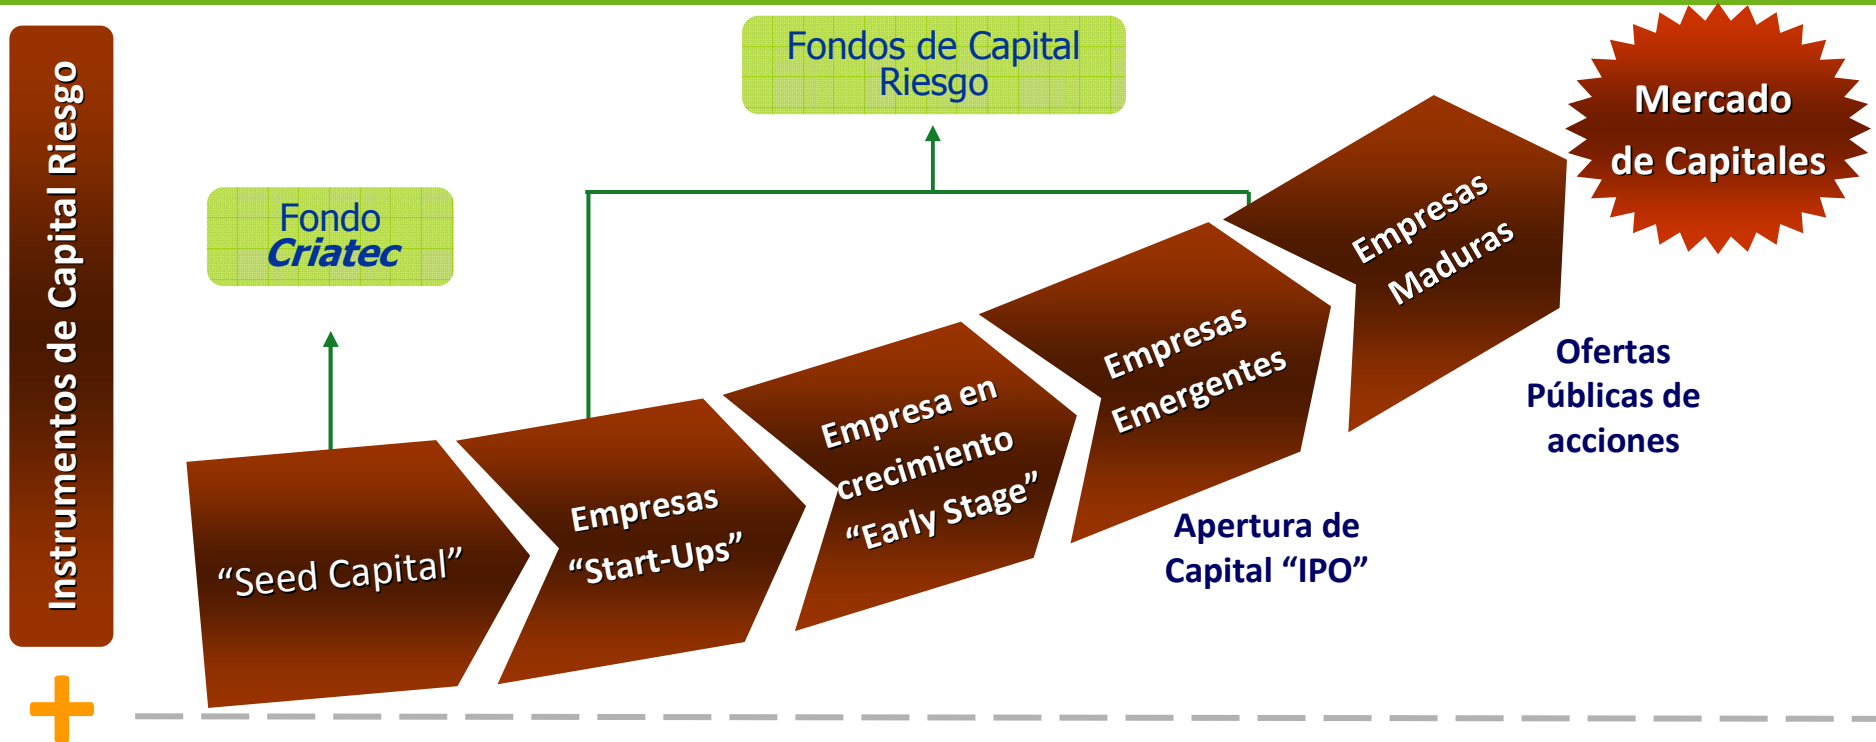 Instrumentos de Capital Riesgo
Fondo
Criatec
Fondos de Capital
Riesgo
Mercado
de Capitales
“Seed Capital”
Empresas
“Start-Ups”
Empresa en
crecimiento
“Early Stage”
Empresas
Emergentes
Empresas
Maduras
Apertura de
Capital “IPO”
Ofertas
Públicas de
acciones
+